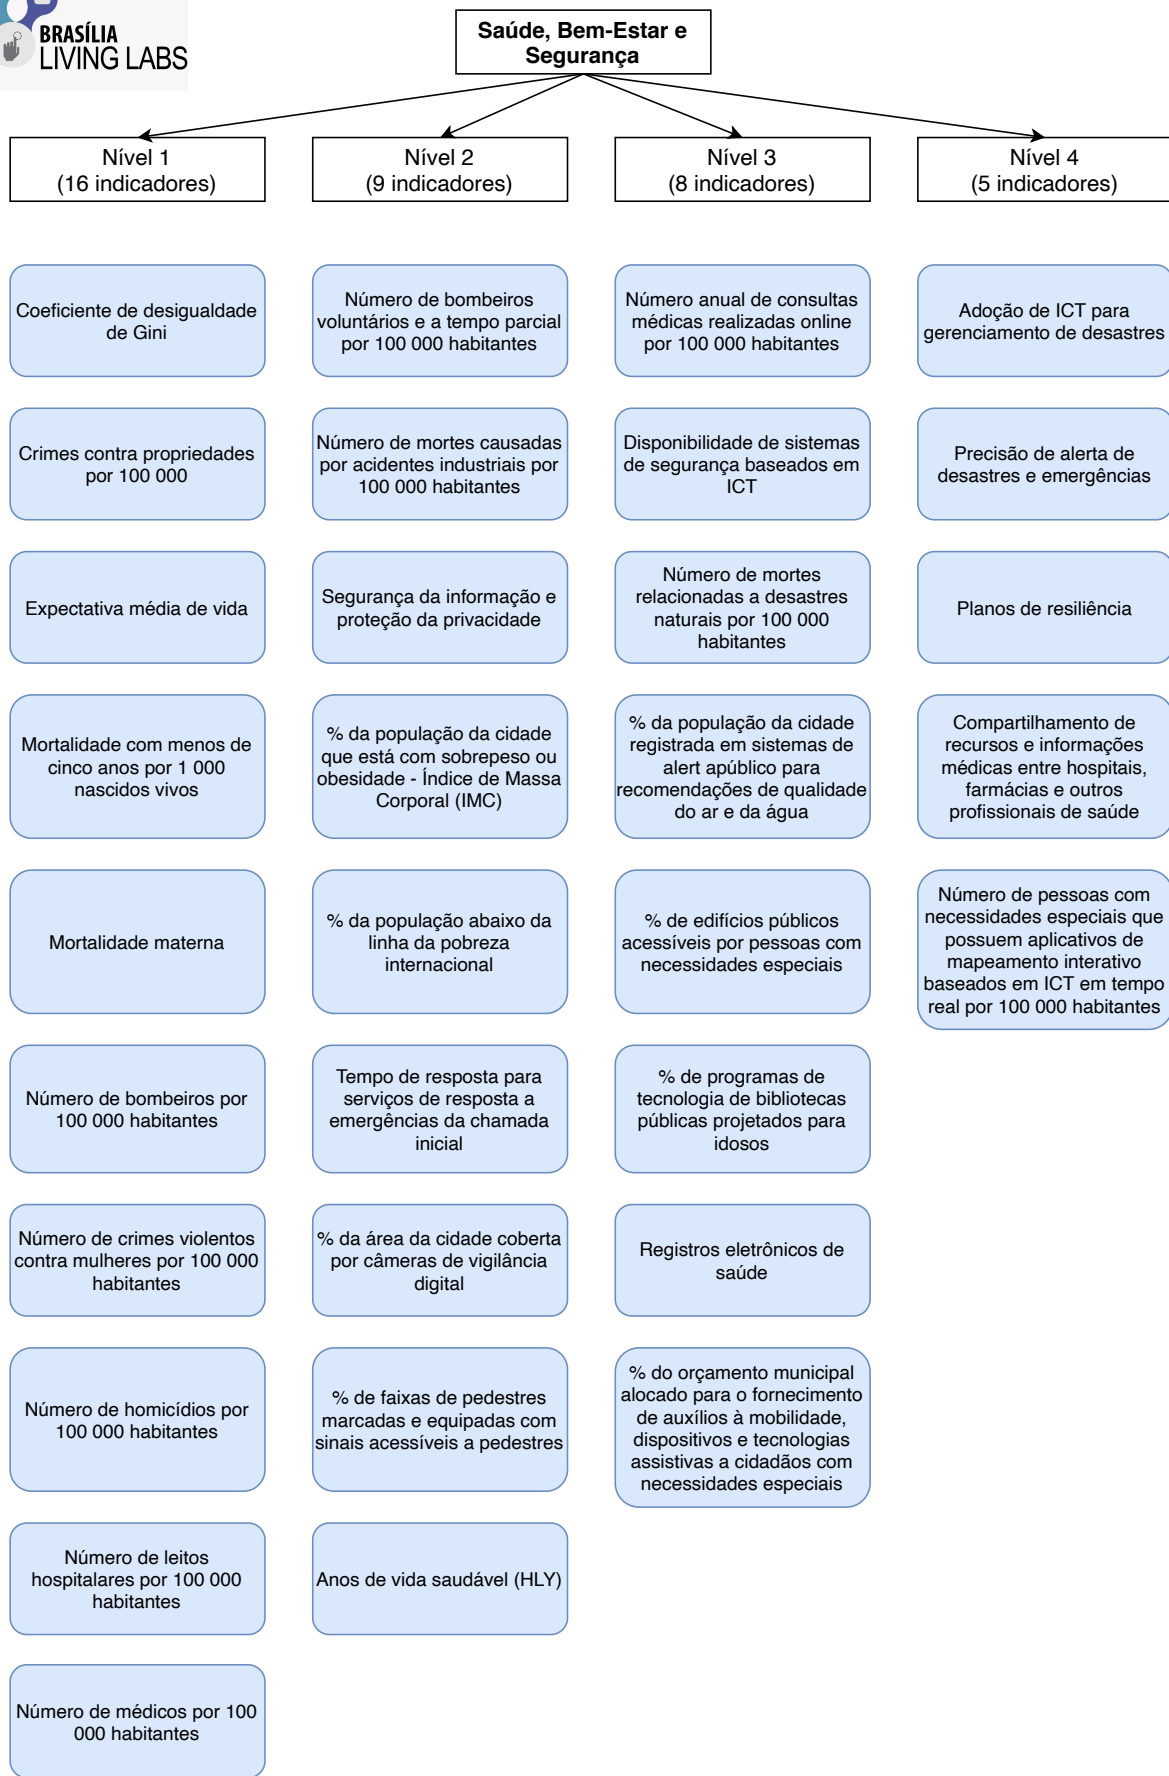 BRASÍLIA
LIVING LABS
Saúde, Bem-Estar e
Segurança
Nível 1
(16 indicadores)
Nível 2
(9 indicadores)
Nível 3
(8 indicadores)
Nível 4
(5 indicadores)
Coeficiente de desigualdade
de Gini
Número de bombeiros
voluntários e a tempo parcial
por 100 000 habitantes
Número anual de consultas
médicas realizadas online
por 100 000 habitantes
Adoção de ICT para
gerenciamento de desastres
Crimes contra propriedades
por 100 000
Número de mortes causadas
por acidentes industriais por
100 000 habitantes
Disponibilidade de sistemas
de segurança baseados em
ICT
Precisão de alerta de
desastres e emergências
Expectativa média de vida
Segurança da informação e
proteção da privacidade
Número de mortes
relacionadas a desastres
naturais por 100 000
habitantes
Planos de resiliência
Mortalidade com menos de
cinco anos por 1 000
nascidos vivos
% da população da cidade
que está com sobrepeso ou
obesidade - Índice de Massa
Corporal (IMC)
% da população da cidade
registrada em sistemas de
alert apúblico para
recomendações de qualidade
do ar e da água
Compartilhamento de
recursos e informações
médicas entre hospitais,
farmácias e outros
profissionais de saúde
Mortalidade materna
% da população abaixo da
linha da pobreza
internacional
% de edifícios públicos
acessíveis por pessoas com
necessidades especiais
Número de pessoas com
necessidades especiais que
possuem aplicativos de
mapeamento interativo
baseados em ICT em tempo
real por 100 000 habitantes
Número de bombeiros por
100 000 habitantes
Tempo de resposta para
serviços de resposta a
emergências da chamada
inicial
% de programas de
tecnologia de bibliotecas
públicas projetados para
idosos
Número de crimes violentos
contra mulheres por 100 000
habitantes
% da área da cidade coberta
por câmeras de vigilância
digital
Registros eletrônicos de
saúde
Número de homicídios por
100 000 habitantes
% de faixas de pedestres
marcadas e equipadas com
sinais acessíveis a pedestres
% do orçamento municipal
alocado para o fornecimento
de auxílios à mobilidade,
dispositivos e tecnologias
assistivas a cidadãos com
necessidades especiais
Número de leitos
hospitalares por 100 000
habitantes
Anos de vida saudável (HLY)
Número de médicos por 100
000 habitantes